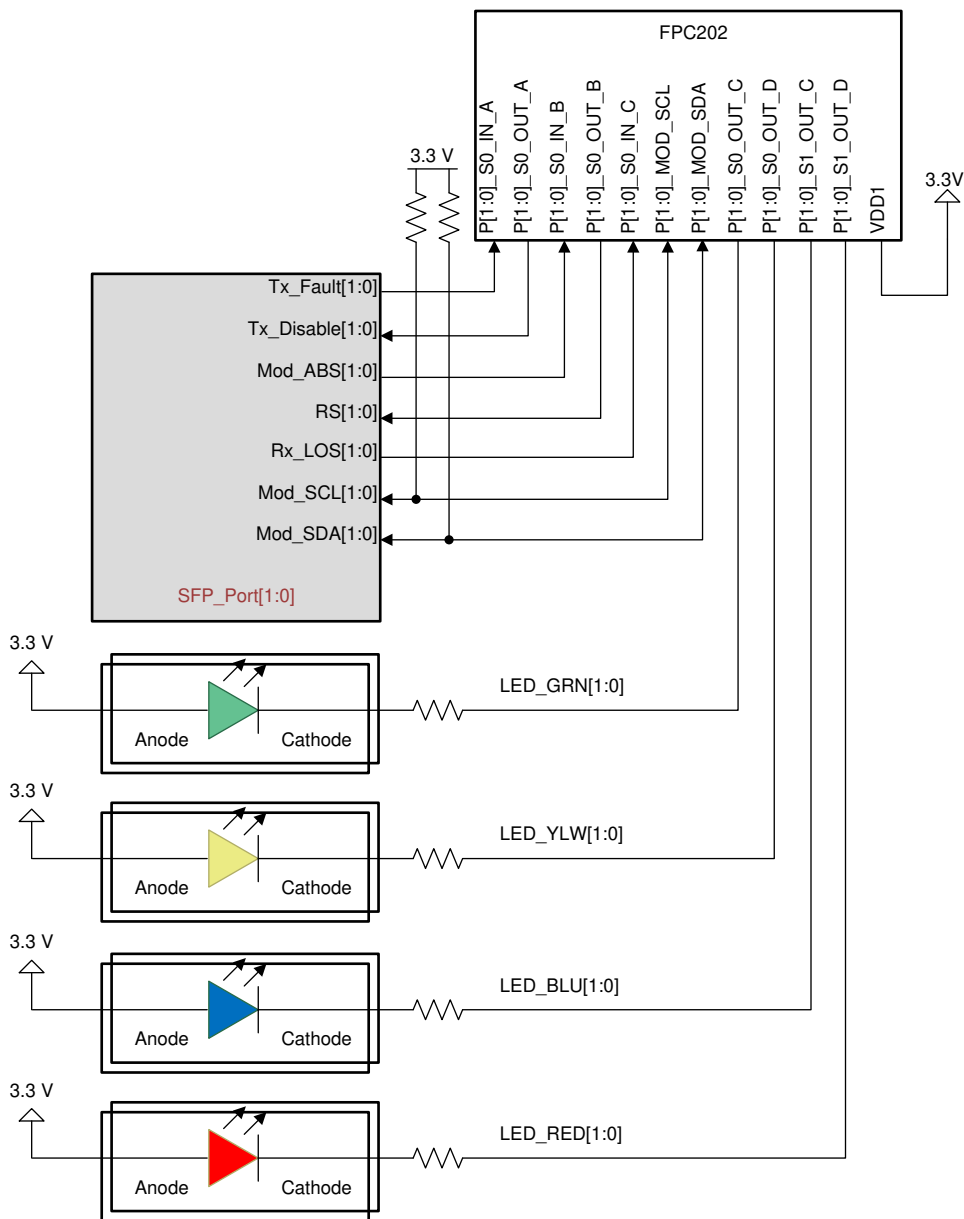 FPC202
P[1:0]_S0_IN_A
P[1:0]_S0_OUT_A
P[1:0]_S0_IN_B
P[1:0]_S0_OUT_B
P[1:0]_S0_IN_C
P[1:0]_MOD_SCL
P[1:0]_MOD_SDA
P[1:0]_S0_OUT_C
P[1:0]_S0_OUT_D
P[1:0]_S1_OUT_C
P[1:0]_S1_OUT_D
VDD1
3.3 V
3.3V
Tx_Fault[1:0]
Tx_Disable[1:0]
Mod_ABS[1:0]
RS[1:0]
Rx_LOS[1:0]
Mod_SCL[1:0]
Mod_SDA[1:0]
SFP_Port[1:0]
3.3 V
LED_GRN[1:0]
Anode
Cathode
3.3 V
LED_YLW[1:0]
Anode
Cathode
3.3 V
LED_BLU[1:0]
Anode
Cathode
3.3 V
LED_RED[1:0]
Anode
Cathode